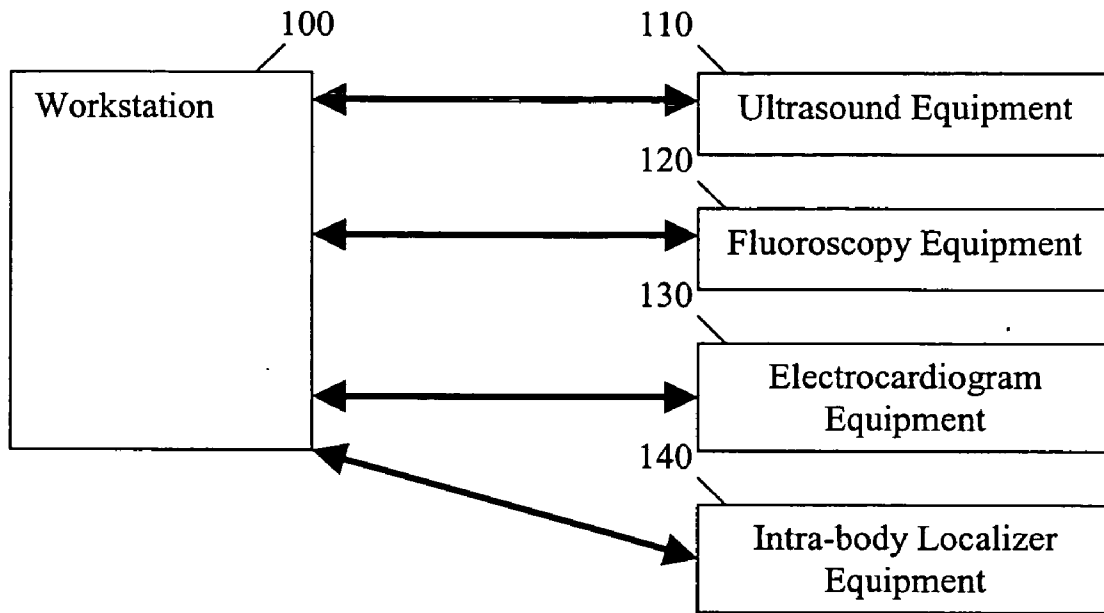 100
110
Workstation
Ultrasound Equipment
120
Fluoroscopy Equipment
130
Electrocardiogram
Equipment
140
Intra-body Localizer
Equipment